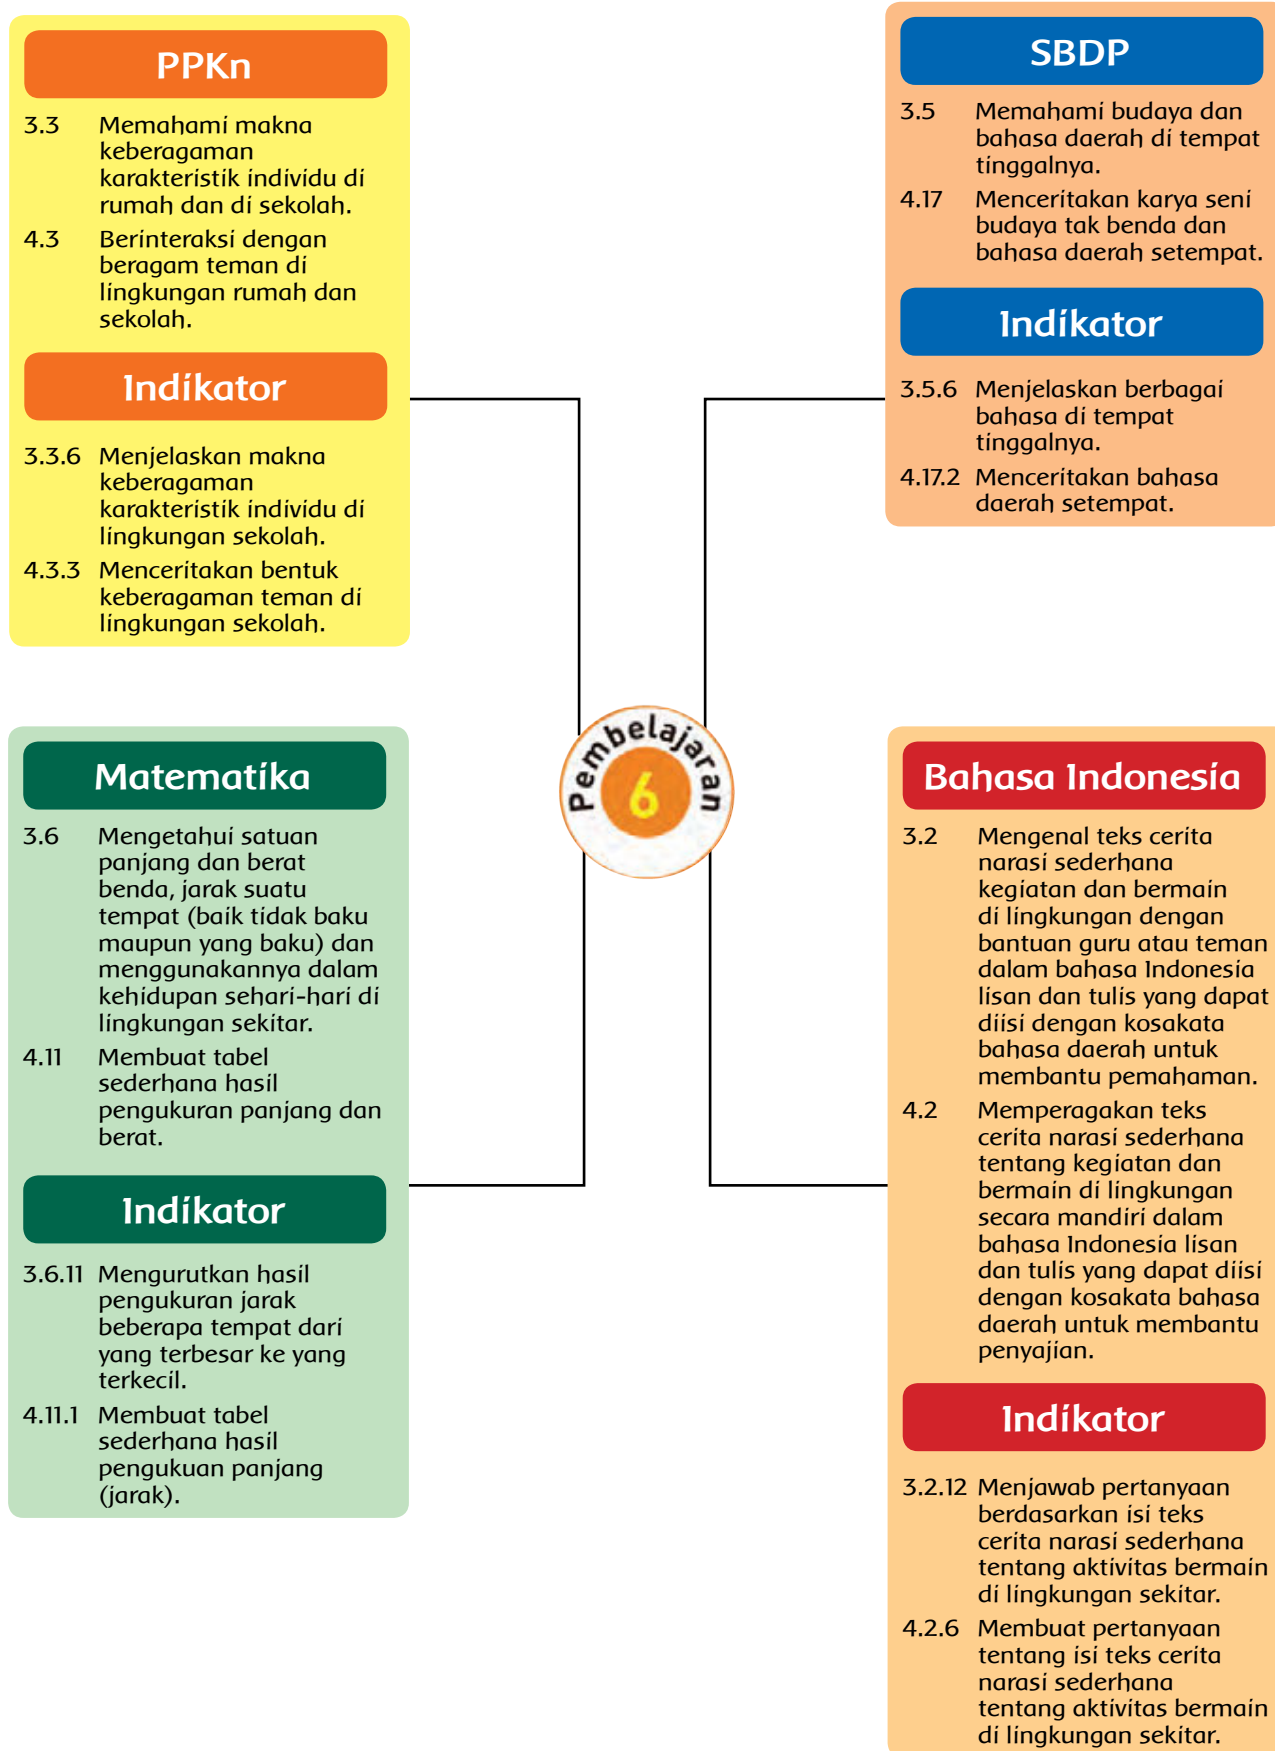 PPKn
3.3 Memahami makna
keberagaman
karakteristik individu di
rumah dan di sekolah.
4.3 Berinteraksi dengan
beragam teman di
lingkungan rumah dan
sekolah.
Indikator
3.3.6 Menjelaskan makna
keberagaman
karakteristik individu di
lingkungan sekolah.
4.3.3 Menceritakan bentuk
keberagaman teman di
lingkungan sekolah.
SBDP
3.5 Memahami budaya dan
bahasa daerah di tempat
tinggalnya.
4.17 Menceritakan karya seni
budaya tak benda dan
bahasa daerah setempat.
Indikator
3.5.6 Menjelaskan berbagai
bahasa di tempat
tinggalnya.
4.17.2 Menceritakan bahasa
daerah setempat.
Pembelajaran
6
Matematika
3.6 Mengetahui satuan
panjang dan berat
benda, jarak suatu
tempat (baik tidak baku
maupun yang baku) dan
menggunakannya dalam
kehidupan sehari-hari di
lingkungan sekitar.
4.11 Membuat tabel
sederhana hasil
pengukuran panjang dan
berat.
Indikator
3.6.11 Mengurutkan hasil
pengukuran jarak
beberapa tempat dari
yang terbesar ke yang
terkecil.
4.11.1 Membuat tabel
sederhana hasil
pengukuan panjang
(jarak).
Bahasa Indonesia
3.2 Mengenal teks cerita
narasi sederhana
kegiatan dan bermain
di lingkungan dengan
bantuan guru atau teman
dalam bahasa Indonesia
lisan dan tulis yang dapat
diisi dengan kosakata
bahasa daerah untuk
membantu pemahaman.
4.2 Memperagakan teks
cerita narasi sederhana
tentang kegiatan dan
bermain di lingkungan
secara mandiri dalam
bahasa Indonesia lisan
dan tulis yang dapat diisi
dengan kosakata bahasa
daerah untuk membantu
penyajian.
Indikator
3.2.12 Menjawab pertanyaan
berdasarkan isi teks
cerita narasi sederhana
tentang aktivitas bermain
di lingkungan sekitar.
4.2.6 Membuat pertanyaan
tentang isi teks cerita
narasi sederhana
tentang aktivitas bermain
di lingkungan sekitar.